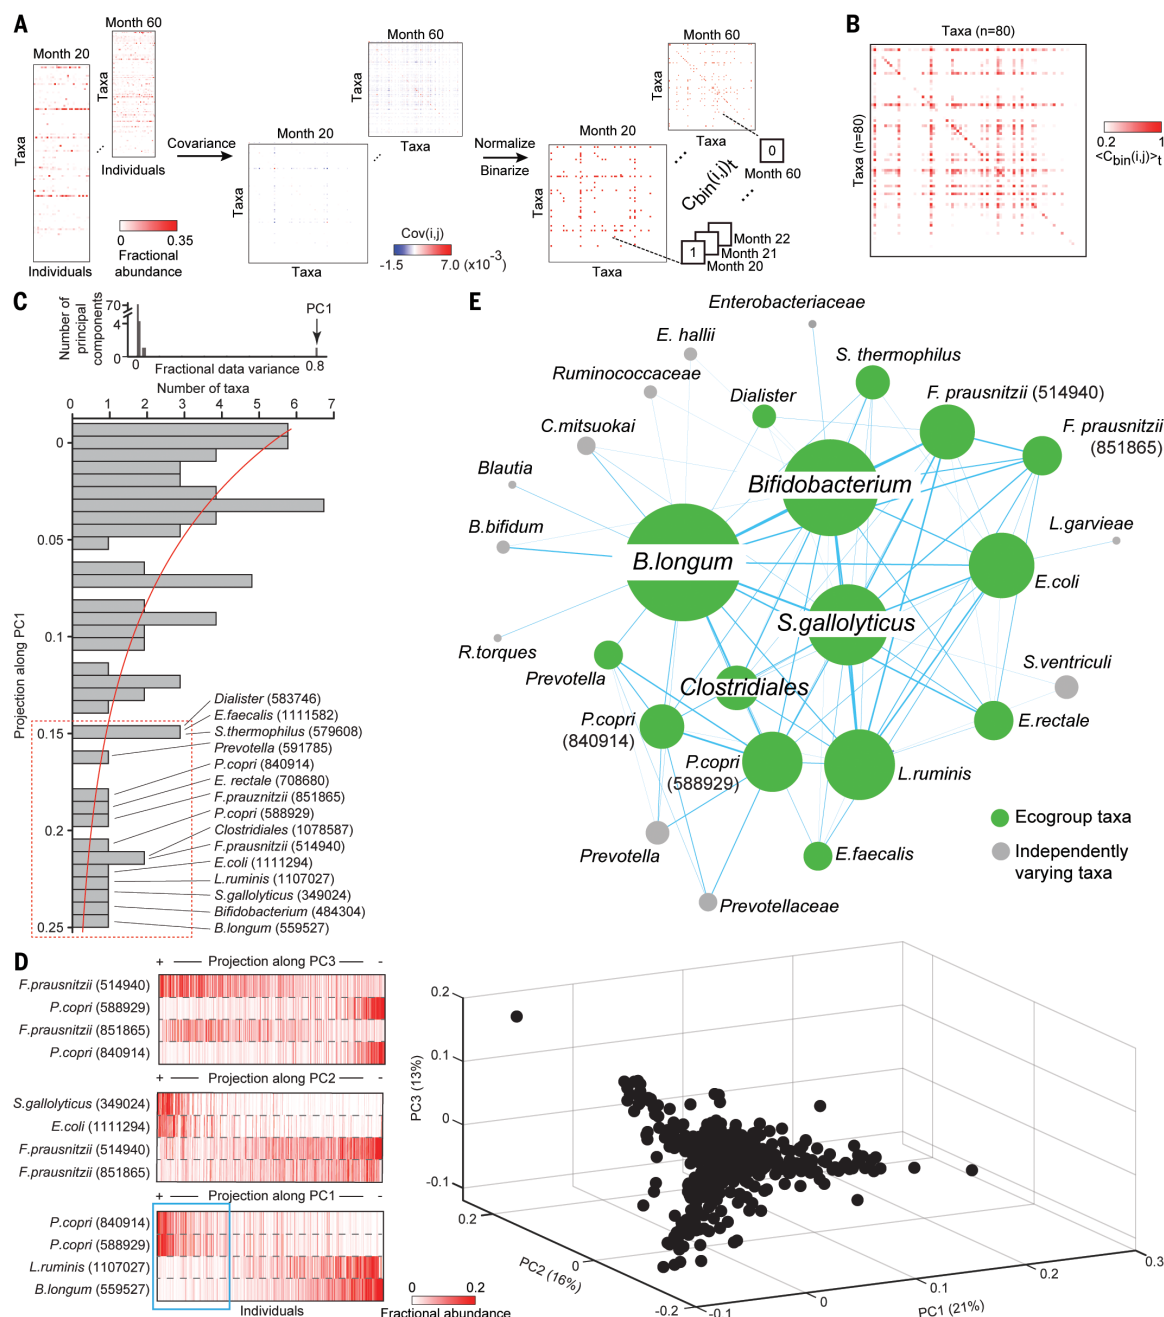 A
Month 60
Month 20
Taxa
Taxa
Individuals
0
0.35
Fractional
abundance
Individuals
Covariance
Month 60
Taxa
Month 20
Taxa
Taxa
Taxa
Cov(i,j)
-1.5
7.0 (x10-3)
Normalize
Binarize
Month 60
Taxa
Month 20
Taxa
Taxa
Taxa
Cbin(i,j)t
0
Month 60
1
Month 22
Month 21
Month 20
B
Taxa (n=80)
Taxa (n=80)
0.2
1
<Cbin(i,j)>t
C
Number of
principal
components
70
4
0
PC1
0
Fractional data variance
0.8
Number of taxa
0 1 2 3 4 5 6 7
Projection along PC1
0
0.05
0.1
0.15
0.2
0.25
Dialister (583746)
E.faecalis (1111582)
S.thermophilus (579608)
Prevotella (591785)
P.copri (840914)
E. rectale (708680)
F.prauznitzii (851865)
P.copri (588929)
Clostridiales (1078587)
F.prausnitzii (514940)
E.coli (1111294)
L.ruminis (1107027)
S.gallolyticus (349024)
Bifidobacterium (484304)
B.longum (559527)
E
Enterobacteriaceae
E. hallii
S. thermophilus
Ruminococcaceae
Dialister
F. prausnitzii (514940)
C.mitsuokai
F. prausnitzii
(851865)
Blautia
Bifidobacterium
B.bifidum
L.garvieae
B.longum
E.coli
S.gallolyticus
R.torques
S.ventriculi
Prevotella
Clostridiales
P.copri
(840914)
E.rectale
P.copri
(588929)
L.ruminis
Ecogroup taxa
Independently
varying taxa
Prevotella
E.faecalis
Prevotellaceae
D
+ Projection along PC3 -
F.prausnitzii (514940)
P.copri (588929)
F.prausnitzii (851865)
P.copri (840914)
+ Projection along PC2 -
S.gallolyticus (349024)
E.coli (1111294)
F.prausnitzii (514940)
F.prausnitzii (851865)
+ Projection along PC1 -
P.copri (840914)
P.copri (588929)
L.ruminis (1107027)
B.longum (559527)
Individuals
0
0.2
Fractional abundance
PC3 (13%)
0.2
0.1
0
-0.1
0.2
0
-0.2
PC2 (16%)
-0.1
0
0.1
0.2
0.3
PC1 (21%)